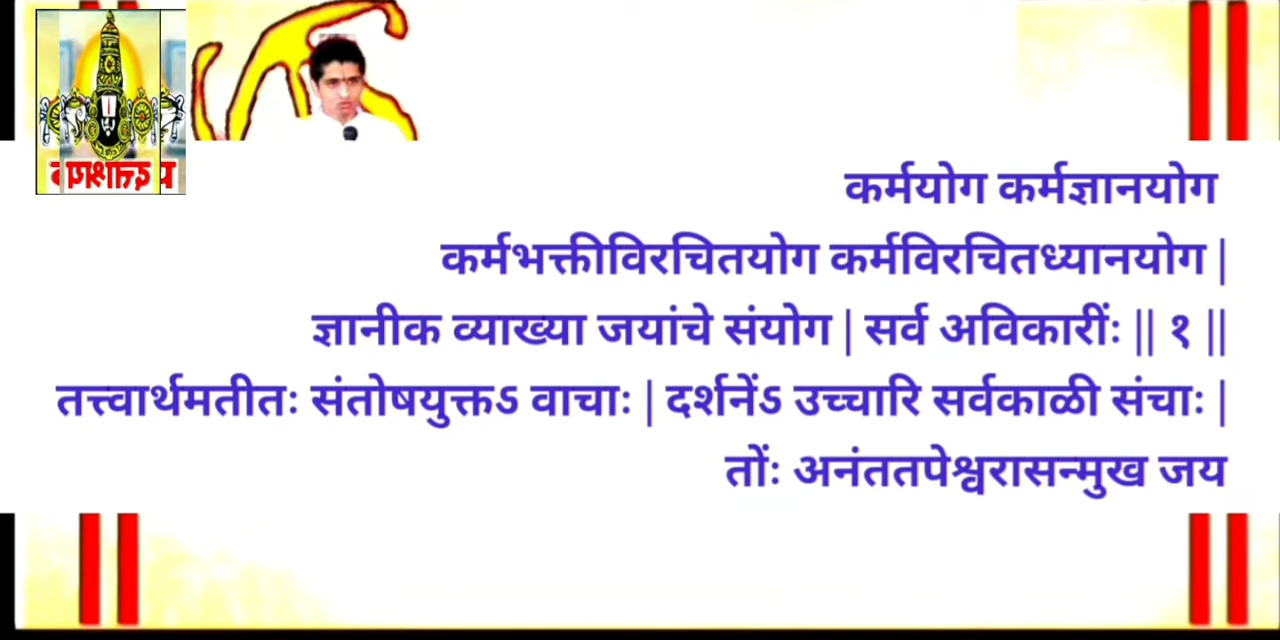 कर्मयोग कर्मज्ञानयोग
कर्मभक्तीविरचितयोग कर्मविरचितध्यानयोग |
ज्ञानीक व्याख्या जयांचे संयोग | सर्व अविकारींः || १ ||
तत्त्वार्थमतीतः संतोषयुक्तऽ वाचाः | दर्शनेंऽ उच्चारि सर्वकाळी संचाः |
तोंः अनंततपेश्वरासन्मुख जय